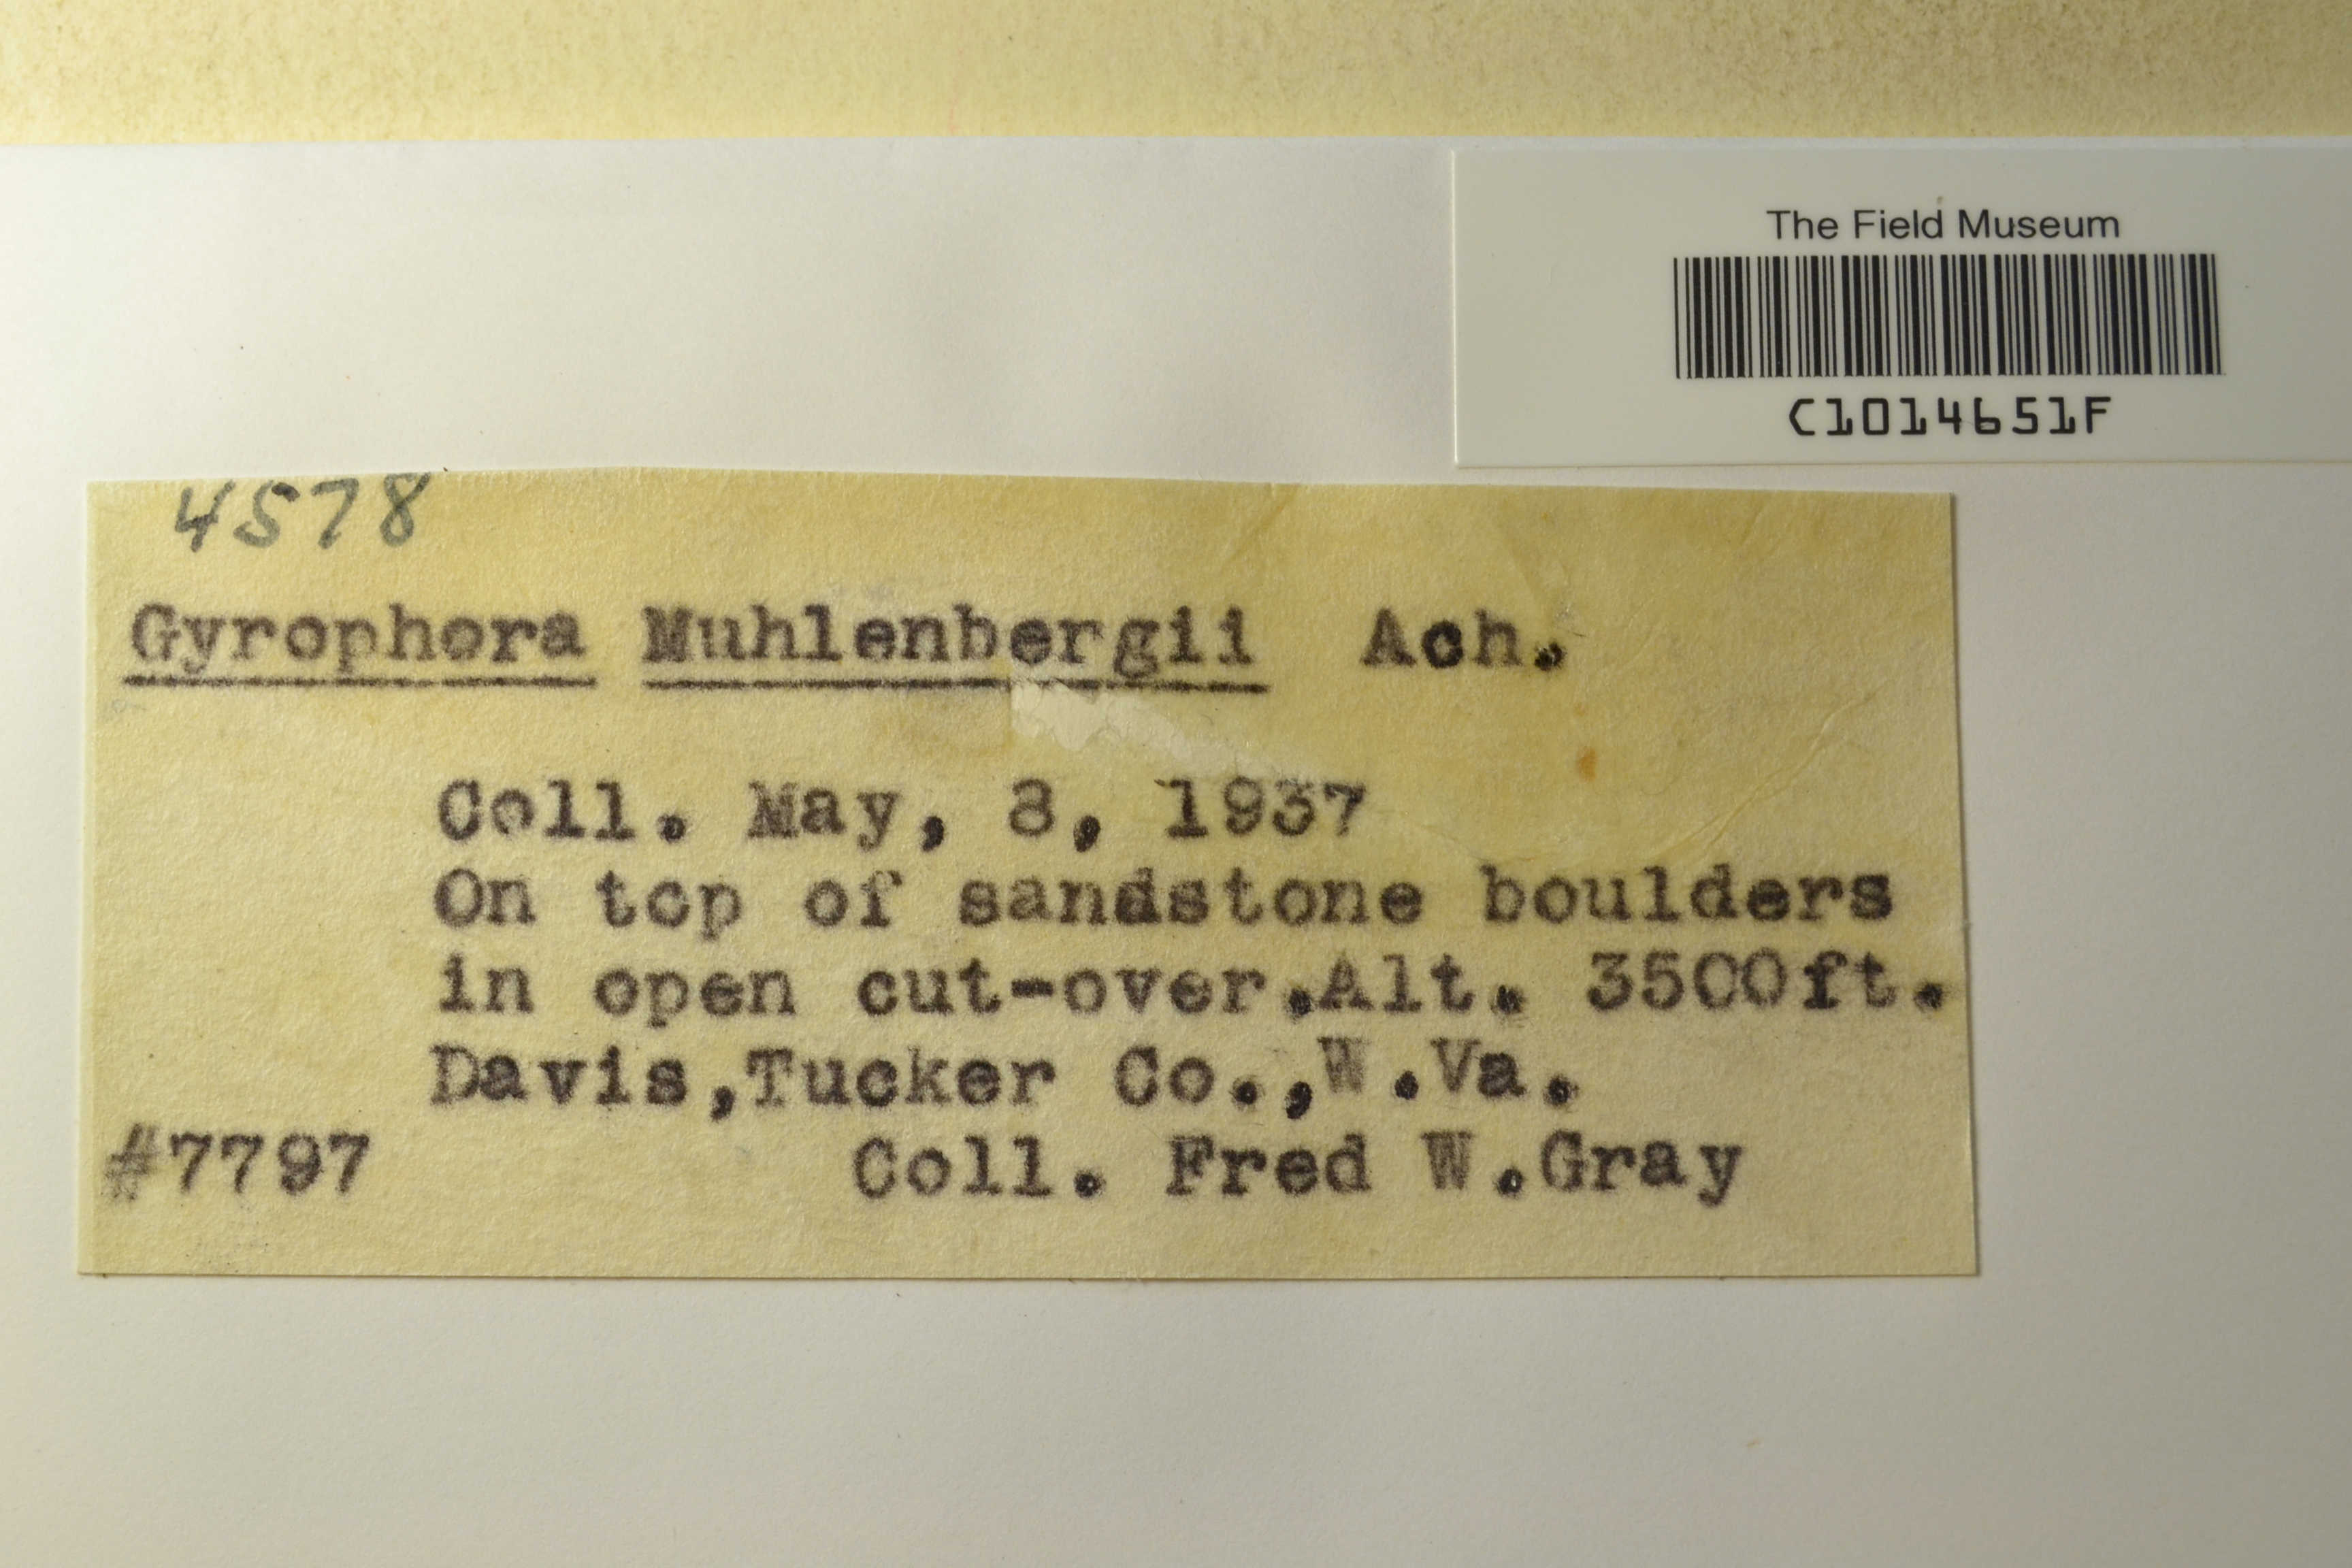 The Field Museum
C1014651F
4578
Gyrophora Muhlenbergii Ach.
Coll. May, 8, 1937
On top of sandstone boulders
in open cut-over.Alt. 3500ft.
Davis,Tucker Co.,W.Va.
#7797 Coll. Fred W.Gray